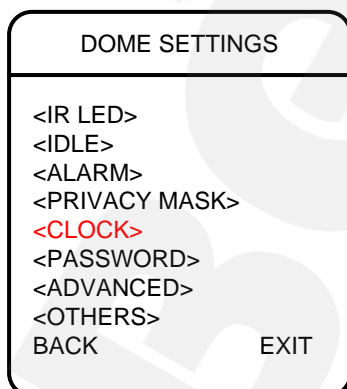 DOME SETTINGS
<IR LED>
<IDLE>
<ALARM>
<PRIVACY MASK>
<CLOCK>
<PASSWORD>
<ADVANCED>
<OTHERS>
BACK EXIT